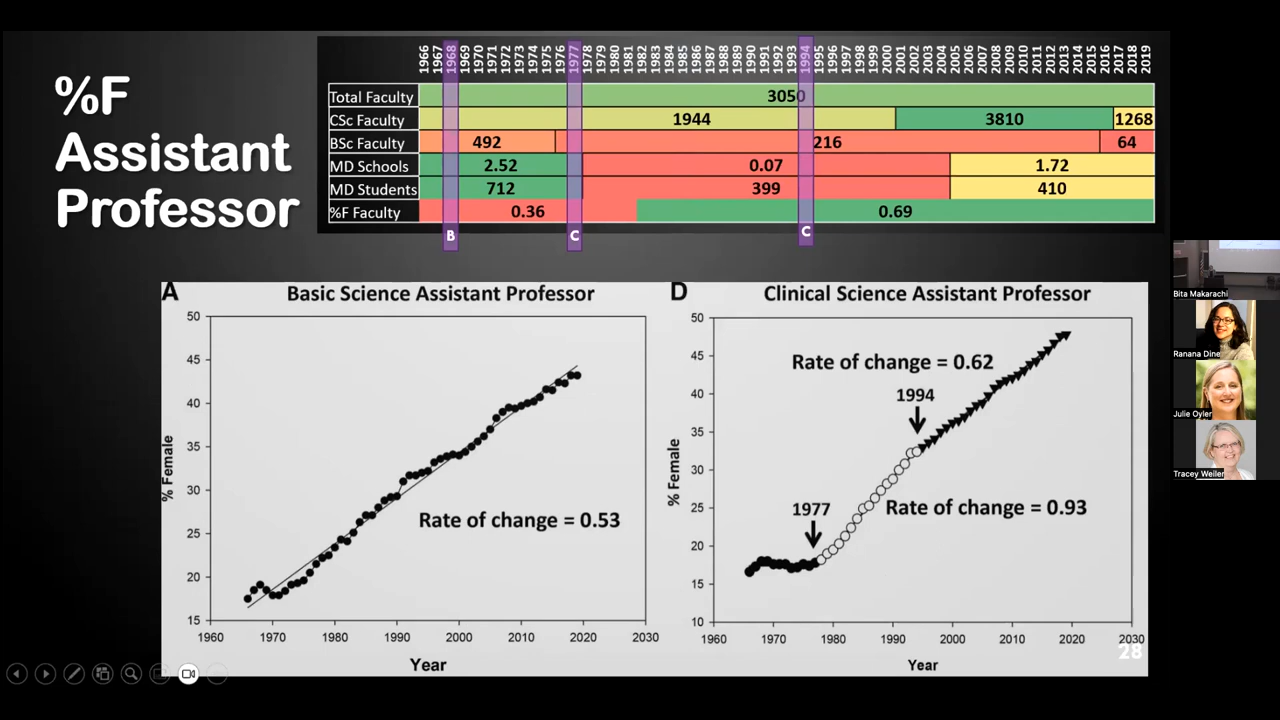 %F
Assistant
Professor
1966 1967 1968 1969 1970 1971 1972 1973 1974 1975 1976 1977 1978 1979 1980 1981 1982 1983 1984 1985 1986 1987 1988 1989 1990 1991 1992 1993 1994 1995 1996 1997 1998 1999 2000 2001 2002 2003 2004 2005 2006 2007 2008 2009 2010 2011 2012 2013 2014 2015 2016 2017 2018 2019
Total Faculty 3050
CSc Faculty 1944 3810 1268
BSc Faculty 492 216 64
MD Schools 2.52 0.07 1.72
MD Students 712 399 410
%F Faculty 0.36 0.69
B C C
A Basic Science Assistant Professor
50
45
40
35
30
25
20
15
% Female
Rate of change = 0.53
1960 1970 1980 1990 2000 2010 2020 2030
Year
D Clinical Science Assistant Professor
50
45
40
35
30
25
20
15
10
% Female
Rate of change = 0.62
1994
1977
Rate of change = 0.93
1960 1970 1980 1990 2000 2010 2020 2030
Year
28
Bita Makarachi
Ranana Dine
Julie Oyler
Tracey Weiler